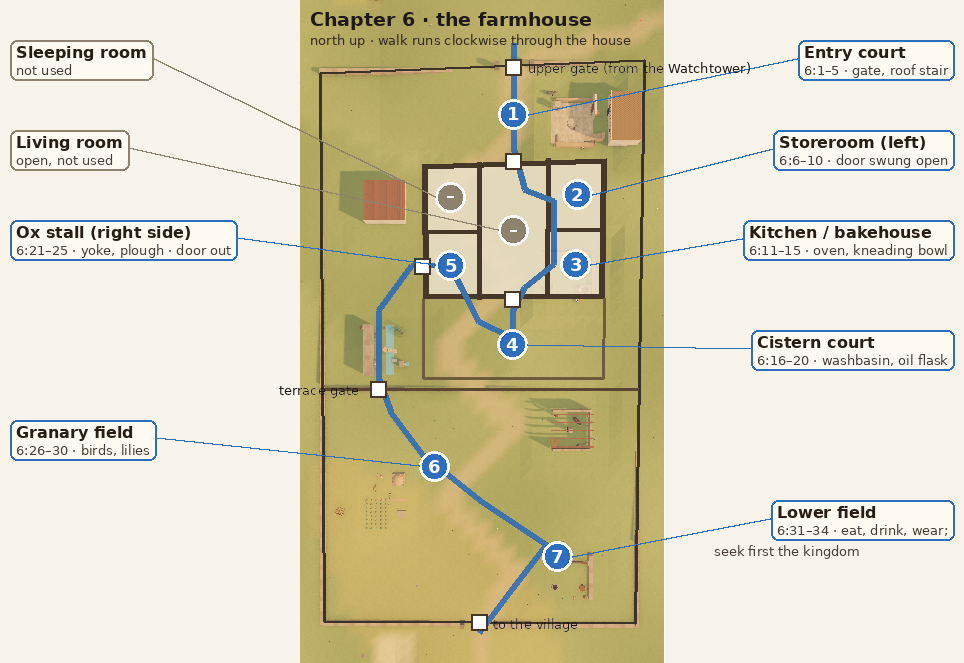 Chapter 6 · the farmhouse
north up · walk runs clockwise through the house
Sleeping room
not used
Entry court
6:1–5 · gate, roof stair
upper gate (from the Watchtower)
1
Living room
open, not used
Storeroom (left)
6:6–10 · door swung open
–
2
Ox stall (right side)
6:21–25 · yoke, plough · door out
–
Kitchen / bakehouse
6:11–15 · oven, kneading bowl
5
3
4
Cistern court
6:16–20 · washbasin, oil flask
terrace gate
Granary field
6:26–30 · birds, lilies
6
Lower field
6:31–34 · eat, drink, wear;
seek first the kingdom
7
to the village